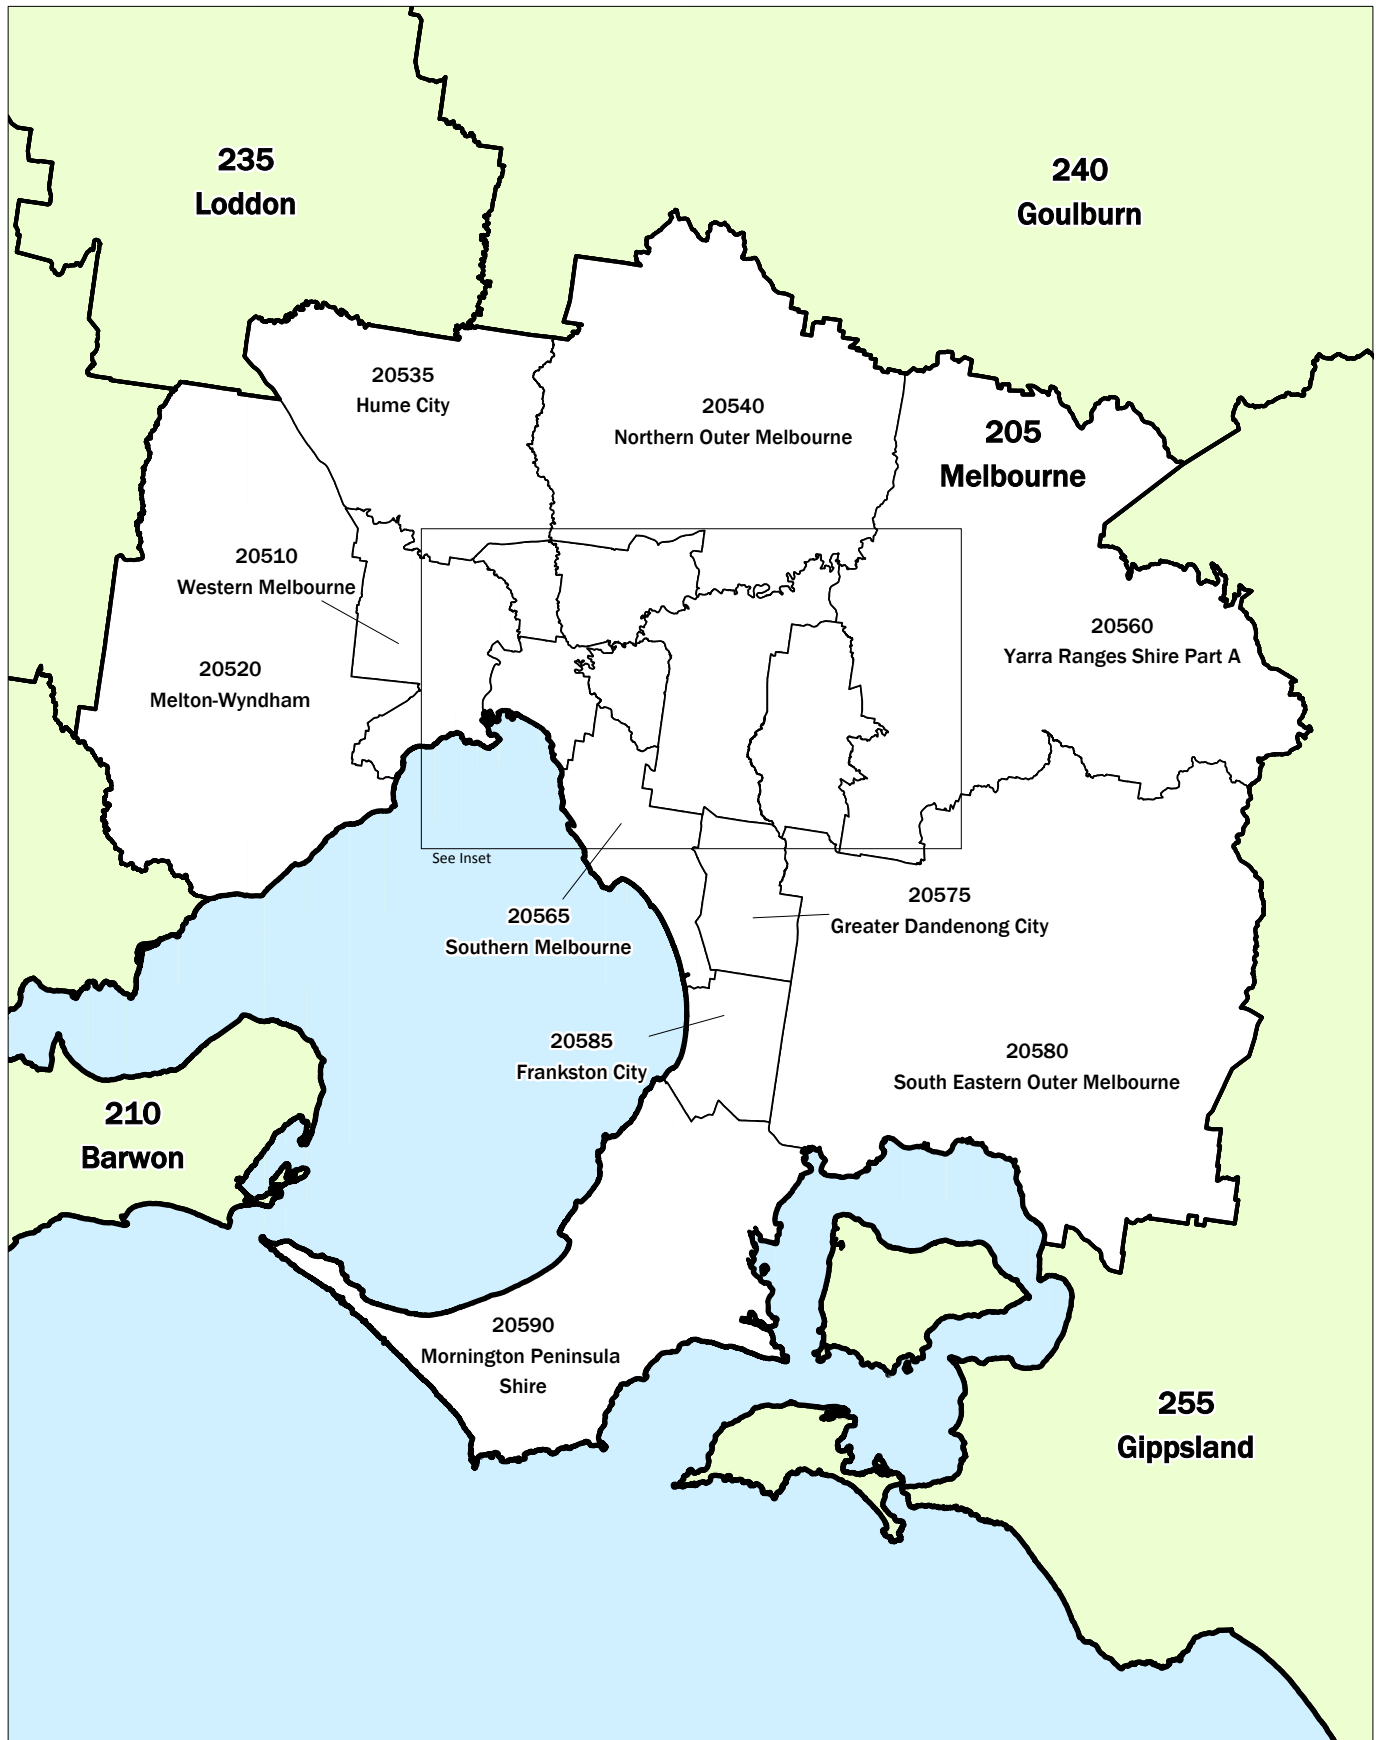 235
Loddon
240
Goulburn
20535
Hume City
20540
Northern Outer Melbourne
205
Melbourne
20510
Western Melbourne
20560
Yarra Ranges Shire Part A
20520
Melton-Wyndham
See Inset
20575
Greater Dandenong City
20565
Southern Melbourne
20585
Frankston City
20580
South Eastern Outer Melbourne
210
Barwon
20590
Mornington Peninsula
Shire
255
Gippsland